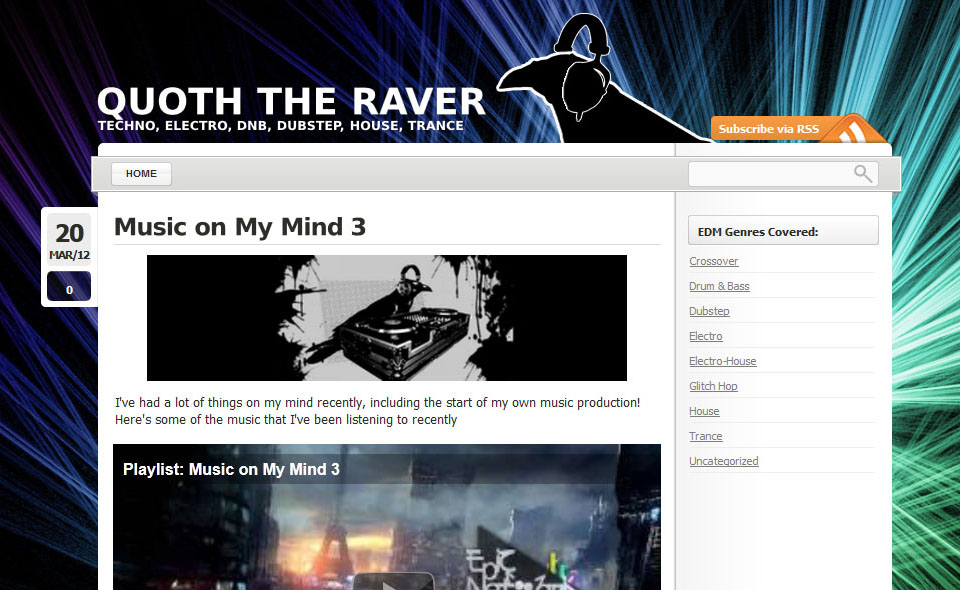 QUOTH THE RAVER
TECHNO, ELECTRO, DNB, DUBSTEP, HOUSE, TRANCE
Subscribe via RSS
HOME
20
MAR/12
0
Music on My Mind 3
I've had a lot of things on my mind recently, including the start of my own music production!
Here's some of the music that I've been listening to recently
Playlist: Music on My Mind 3
Epic
EDM Genres Covered:
Crossover
Drum & Bass
Dubstep
Electro
Electro-House
Glitch Hop
House
Trance
Uncategorized